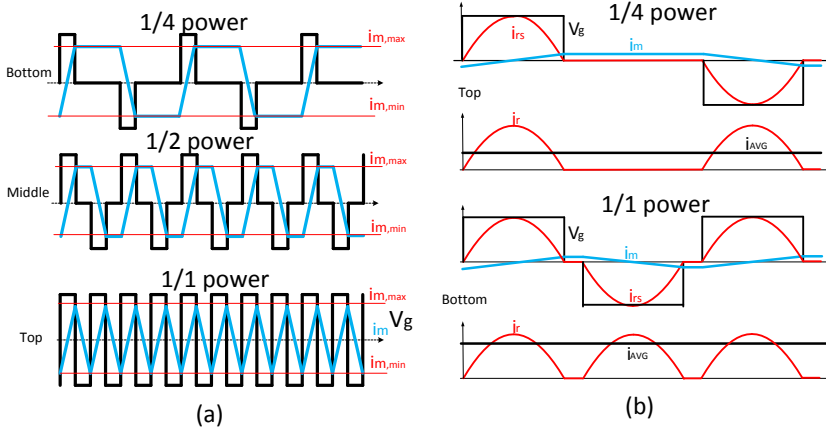 1/4 power
im,max
Bottom
im,min
1/2 power
im,max
Middle
im,min
1/1 power
im,max
im
Vg
Top
im,min
(a)
1/4 power
irs
Vg
im
Top
ir
iAVG
1/1 power
Vg
im
irs
Bottom
ir
iAVG
(b)